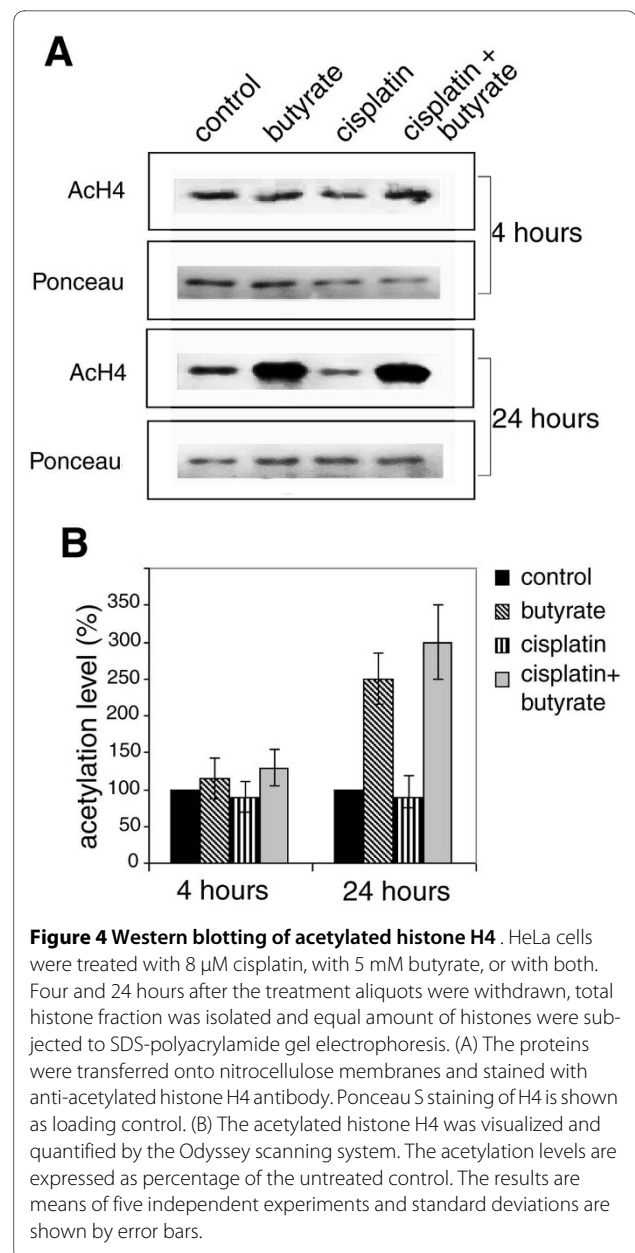 A
control butyrate cisplatin cisplatin + butyrate
AcH4
4 hours
Ponceau
AcH4
24 hours
Ponceau
B
acetylation level (%)
350
300
250
200
150
100
50
0
4 hours 24 hours
control
butyrate
cisplatin
cisplatin+
butyrate
Figure 4 Western blotting of acetylated histone H4 . HeLa cells
were treated with 8 μM cisplatin, with 5 mM butyrate, or with both.
Four and 24 hours after the treatment aliquots were withdrawn, total
histone fraction was isolated and equal amount of histones were sub-
jected to SDS-polyacrylamide gel electrophoresis. (A) The proteins
were transferred onto nitrocellulose membranes and stained with
anti-acetylated histone H4 antibody. Ponceau S staining of H4 is shown
as loading control. (B) The acetylated histone H4 was visualized and
quantified by the Odyssey scanning system. The acetylation levels are
expressed as percentage of the untreated control. The results are
means of five independent experiments and standard deviations are
shown by error bars.